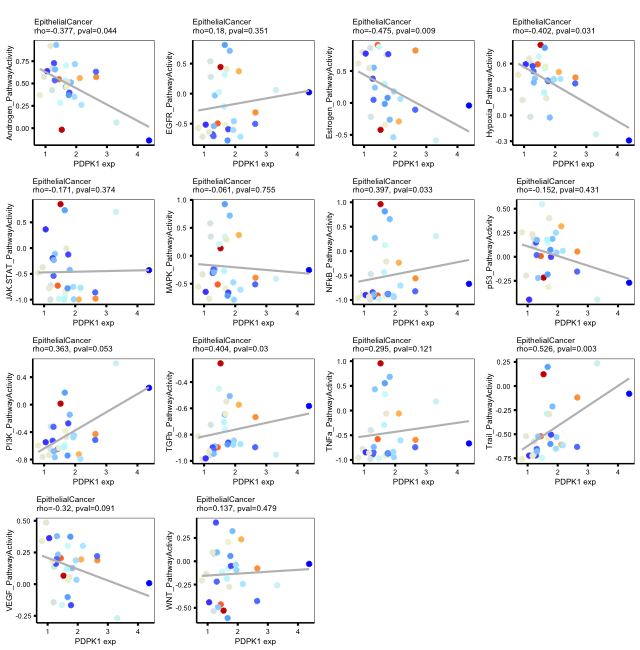 EpithelialCancer
rho=-0.377, pval=0.044
EpithelialCancer
rho=0.18, pval=0.351
EpithelialCancer
rho=-0.475, pval=0.009
EpithelialCancer
rho=-0.402, pval=0.031
Androgen_PathwayActivity
0.75
0.50
0.25
0.00
1
2
3
4
PDPK1 exp
EGFR_PathwayActivity
0.5
0.0
-0.5
1
2
3
4
PDPK1 exp
Estrogen_PathwayActivity
0.5
0.0
-0.5
1
2
3
4
PDPK1 exp
Hypoxia_PathwayActivity
0.6
0.3
0.0
-0.3
1
2
3
4
PDPK1 exp
EpithelialCancer
rho=-0.171, pval=0.374
EpithelialCancer
rho=-0.061, pval=0.755
EpithelialCancer
rho=0.397, pval=0.033
EpithelialCancer
rho=-0.152, pval=0.431
JAK-STAT_PathwayActivity
0.5
0.0
-0.5
-1.0
1
2
3
4
PDPK1 exp
MAPK_PathwayActivity
1.0
0.5
0.0
-0.5
1
2
3
4
PDPK1 exp
NFkB_PathwayActivity
1.0
0.5
0.0
-0.5
-1.0
1
2
3
4
PDPK1 exp
p53_PathwayActivity
0.50
0.25
0.00
-0.25
1
2
3
4
PDPK1 exp
EpithelialCancer
rho=0.363, pval=0.053
EpithelialCancer
rho=0.404, pval=0.03
EpithelialCancer
rho=0.295, pval=0.121
EpithelialCancer
rho=0.526, pval=0.003
PI3K_PathwayActivity
0.4
0.0
-0.4
-0.8
1
2
3
4
PDPK1 exp
TGFb_PathwayActivity
-0.4
-0.6
-0.8
-1.0
1
2
3
4
PDPK1 exp
TNFa_PathwayActivity
1.0
0.5
0.0
-0.5
-1.0
1
2
3
4
PDPK1 exp
Trail_PathwayActivity
0.25
0.00
-0.25
-0.50
-0.75
1
2
3
4
PDPK1 exp
EpithelialCancer
rho=-0.32, pval=0.091
EpithelialCancer
rho=0.137, pval=0.479
VEGF_PathwayActivity
0.50
0.25
0.00
-0.25
1
2
3
4
PDPK1 exp
WNT_PathwayActivity
0.25
0.00
-0.25
-0.50
1
2
3
4
PDPK1 exp